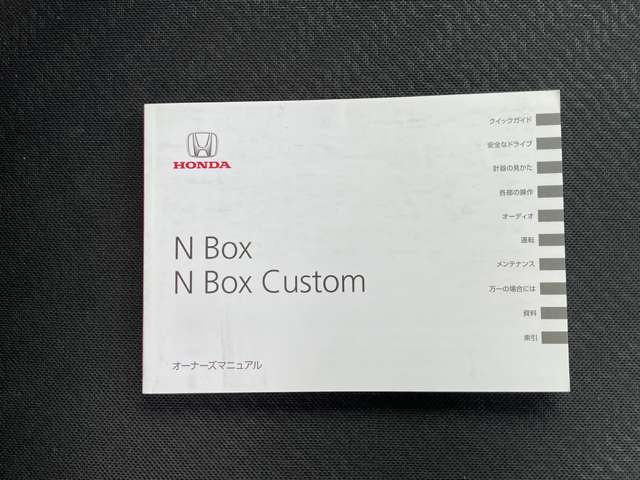 HONDA
N Box
N Box Custom
オーナーズマニュアル
クイックガイド
安全なドライブ
計器の見かた
各部の操作
オーディオ
運転
メンテナンス
万一の場合には
資料
索引